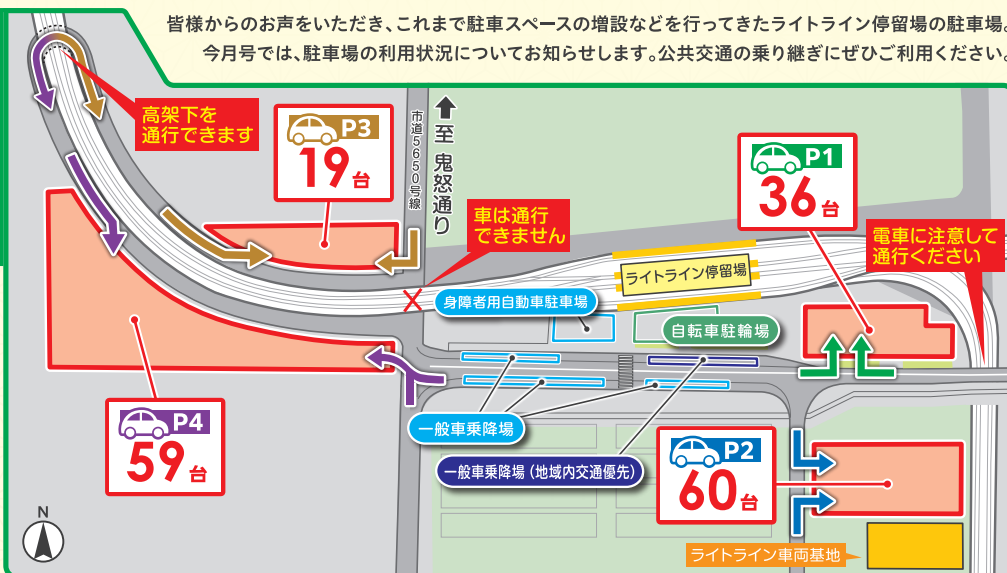 皆様からのお声をいただき、これまで駐車スペースの増設などを行ってきたライトライン停留場の駐車場。
今月号では、駐車場の利用状況についてお知らせします。公共交通の乗り継ぎにぜひご利用ください。
高架下を
通行できます
P3
19台
市道5650号線
至 鬼怒通り
P1
36台
車は通行
できません
電車に注意して
通行ください
ライトライン停留場
身障者用自動車駐車場
自転車駐輪場
P4
59台
一般車乗降場
一般車乗降場(地域内交通優先)
P2
60台
N
ライトライン車両基地